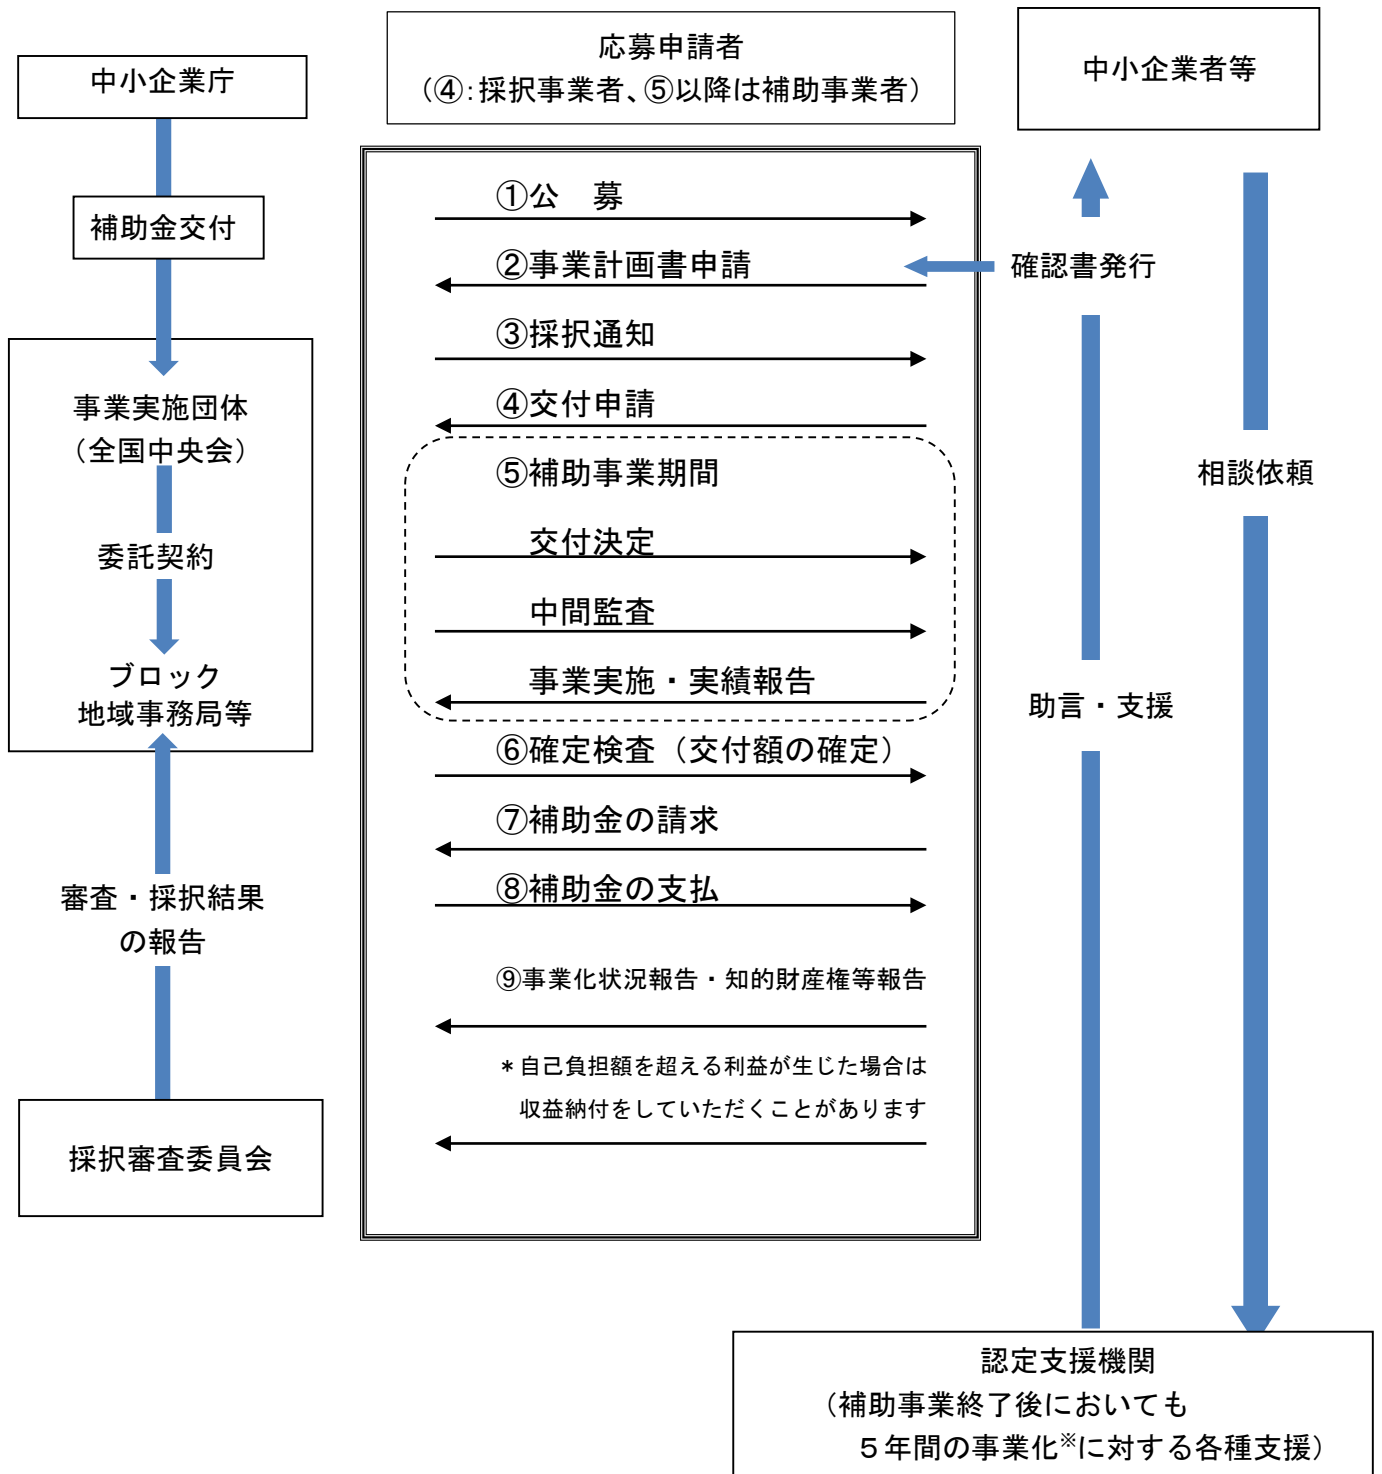 中小企業庁
応募申請者
（④：採択事業者、⑤以降は補助事業者）
中小企業者等
補助金交付
事業実施団体
（全国中央会）
委託契約
ブロック
地域事務局等
審査・採択結果
の報告
採択審査委員会
①公　募
②事業計画書申請
③採択通知
④交付申請
⑤補助事業期間
交付決定
中間監査
事業実施・実績報告
⑥確定検査（交付額の確定）
⑦補助金の請求
⑧補助金の支払
⑨事業化状況報告・知的財産権等報告
＊自己負担額を超える利益が生じた場合は
収益納付をしていただくことがあります
確認書発行
助言・支援
相談依頼
認定支援機関
（補助事業終了後においても
５年間の事業化※に対する各種支援）